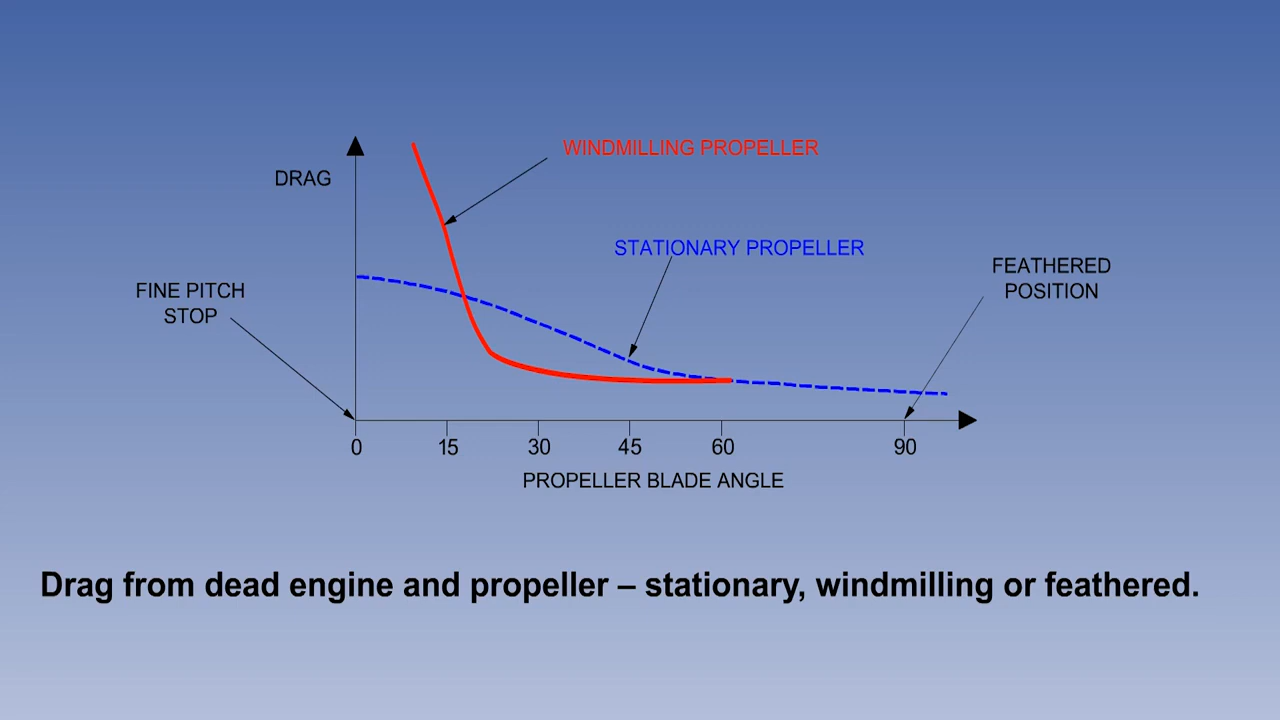 WINDMILLING PROPELLER
DRAG
STATIONARY PROPELLER
FEATHERED
POSITION
FINE PITCH
STOP
0 15 30 45 60 90
PROPELLER BLADE ANGLE
Drag from dead engine and propeller – stationary, windmilling or feathered.